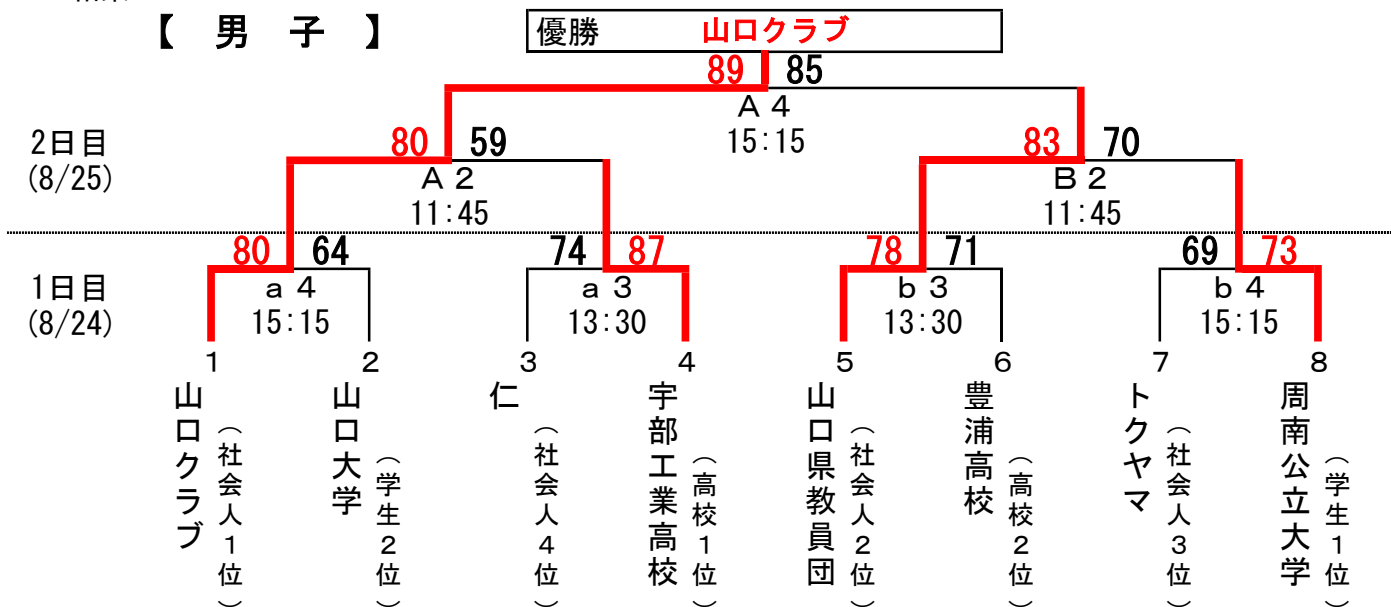 【 男 子 】
優勝 山口クラブ
89 85
A 4
15:15
2日目
(8/25)
80 59
A 2
11:45
83 70
B 2
11:45
1日目
(8/24)
80 64
a 4
15:15
74 87
a 3
13:30
78 71
b 3
13:30
69 73
b 4
15:15
1 2 3 4 5 6 7 8
山口クラブ
(社会人1位)
山口大学
(学生2位)
仁
(社会人4位)
宇部工業高校
(高校1位)
山口県教員団
(社会人2位)
豊浦高校
(高校2位)
トクヤマ
(社会人3位)
周南公立大学
(学生1位)